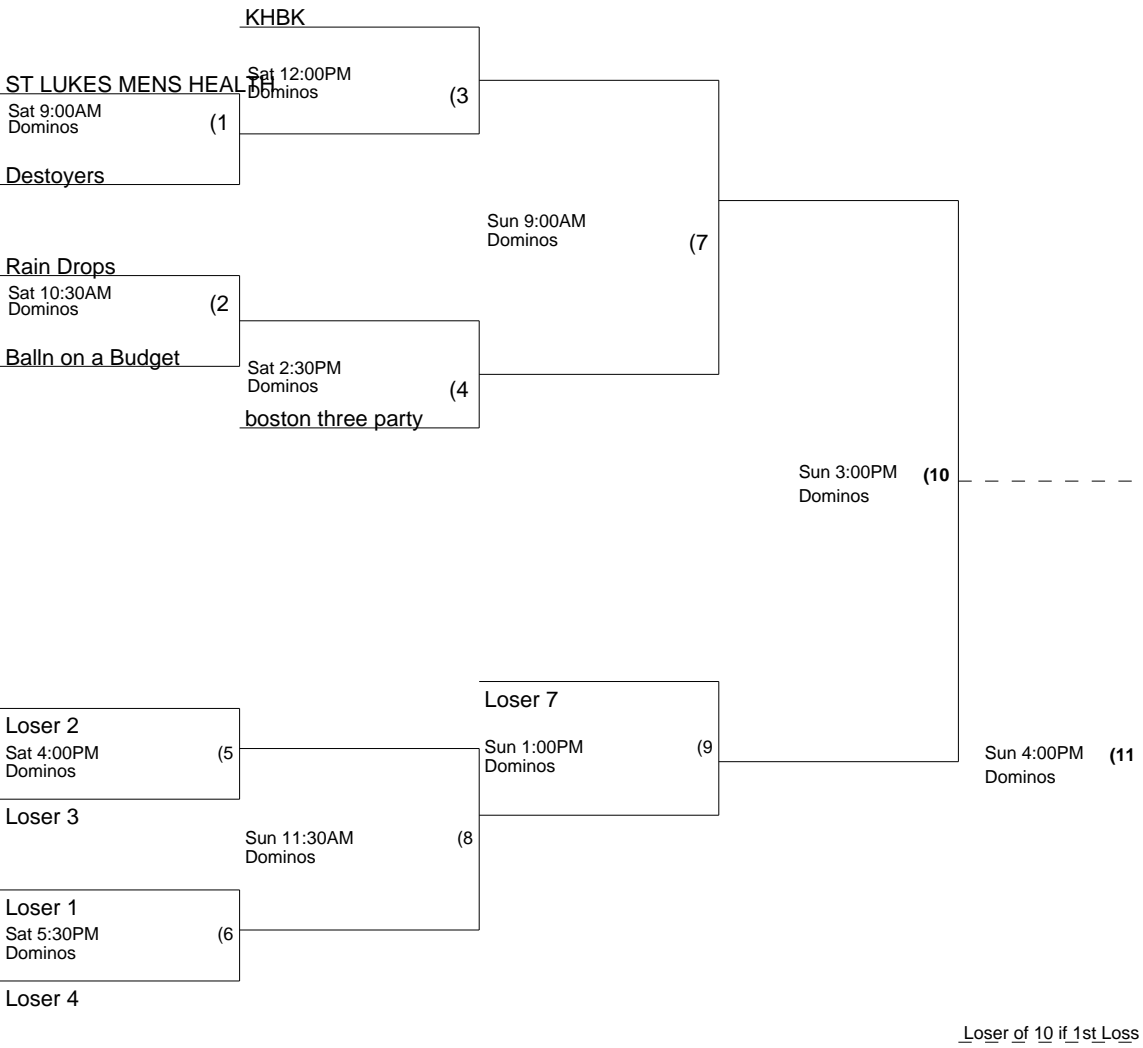 KHBK
Sat 12:00PM
Dominos
(3
ST LUKES MENS HEALTH
Sat 9:00AM
Dominos
(1
Destoyers
Sun 9:00AM
Dominos
(7
Rain Drops
Sat 10:30AM
Dominos
(2
Balln on a Budget
Sat 2:30PM
Dominos
(4
boston three party
Sun 3:00PM
Dominos
(10
Loser 2
Sat 4:00PM
Dominos
(5
Loser 3
Loser 7
Sun 1:00PM
Dominos
(9
Sun 4:00PM
Dominos
(11
Sun 11:30AM
Dominos
(8
Loser 1
Sat 5:30PM
Dominos
(6
Loser 4
Loser of 10 if 1st Loss